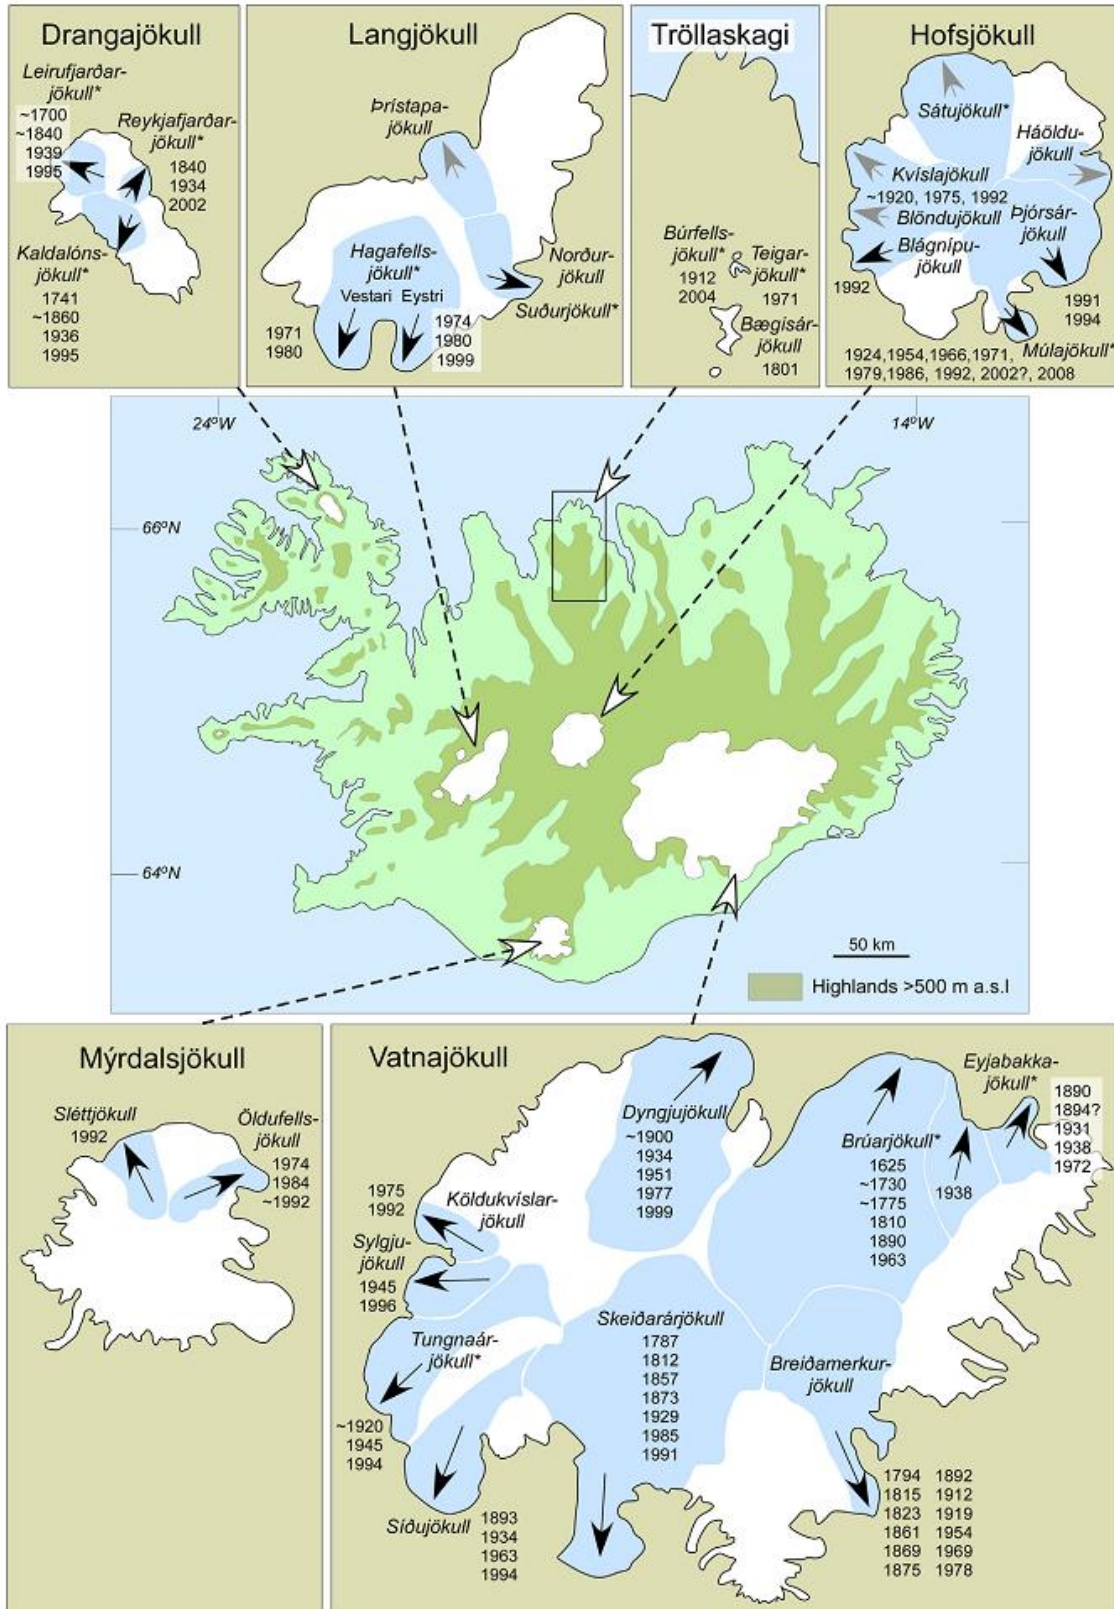 Drangajökull
Leirufjarðar-
jökull*
~1700
~1840
1939
1995
Reykjafjarðar-
jökull*
1840
1934
2002
Kaldalóns-
jökull*
1741
~1860
1936
1995
Langjökull
Þrístapa-
jökull
Hagafells-
jökull*
Vestari Eystri
1971
1980
1974
1980
1999
Norður-
jökull
Suðurjökull*
Tröllaskagi
Búrfells-
jökull*
1912
2004
Teigar-
jökull*
1971
Bægisár-
jökull
1801
Hofsjökull
Sátujökull*
Háöldu-
jökull
Kvíslajökull
~1920, 1975, 1992
Blöndujökull
Þjórsár-
jökull
Blágnípu-
jökull
1992
1991
1994
Múlajökull*
1924,1954,1966,1971,
1979,1986, 1992, 2002?, 2008
24ºW
14ºW
66ºN
64ºN
50 km
Highlands >500 m a.s.l
Mýrdalsjökull
Sléttjökull
1992
Öldufells-
jökull
1974
1984
~1992
Vatnajökull
Dyngjujökull
~1900
1934
1951
1977
1999
Eyjabakka-
jökull*
1890
1894?
1931
1938
1972
Brúarjökull*
1625
~1730
~1775
1810
1890
1963
1938
1975
1992
Köldukvíslar-
jökull
Sylgju-
jökull
1945
1996
Tungnaár-
jökull*
~1920
1945
1994
Skeiðarárjökull
1787
1812
1857
1873
1929
1985
1991
Breiðamerkur-
jökull
1794 1892
1815 1912
1823 1919
1861 1954
1869 1969
1875 1978
Síðujökull
1893
1934
1963
1994